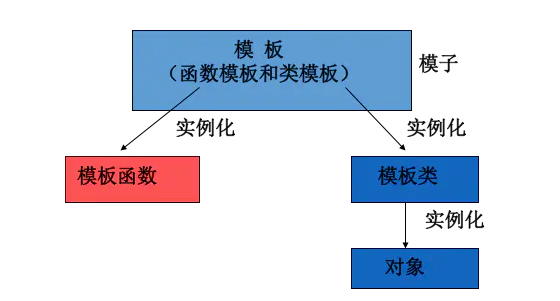 模 板
（函数模板和类模板）
模子
实例化
实例化
模板函数
模板类
实例化
对象